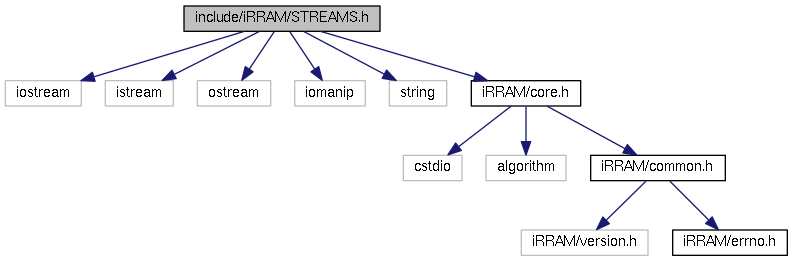 include/iRRAM/STREAMS.h
iostream
istream
ostream
iomanip
string
iRRAM/core.h
cstdio
algorithm
iRRAM/common.h
iRRAM/version.h
iRRAM/errno.h